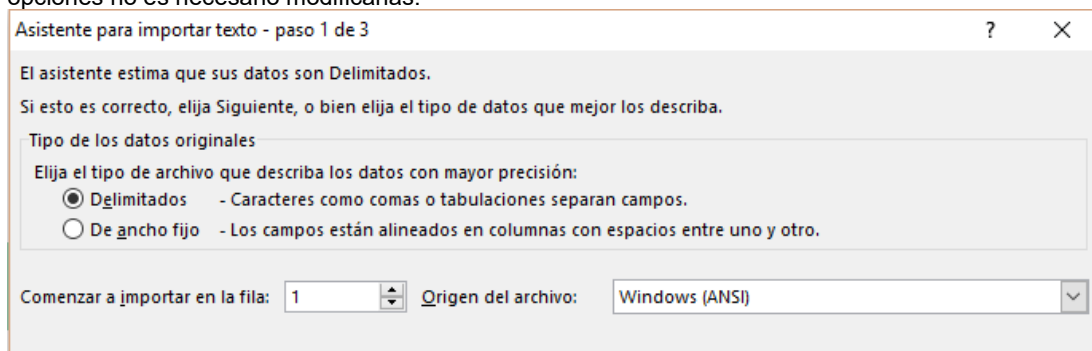 opciones no es necesario modificarlas.
Asistente para importar texto - paso 1 de 3 ? X
El asistente estima que sus datos son Delimitados.
Si esto es correcto, elija Siguiente, o bien elija el tipo de datos que mejor los describa.
Tipo de los datos originales
Elija el tipo de archivo que describa los datos con mayor precisión:
Delimitados - Caracteres como comas o tabulaciones separan campos.
De ancho fijo - Los campos están alineados en columnas con espacios entre uno y otro.
Comenzar a importar en la fila: 1 Origen del archivo: Windows (ANSI)